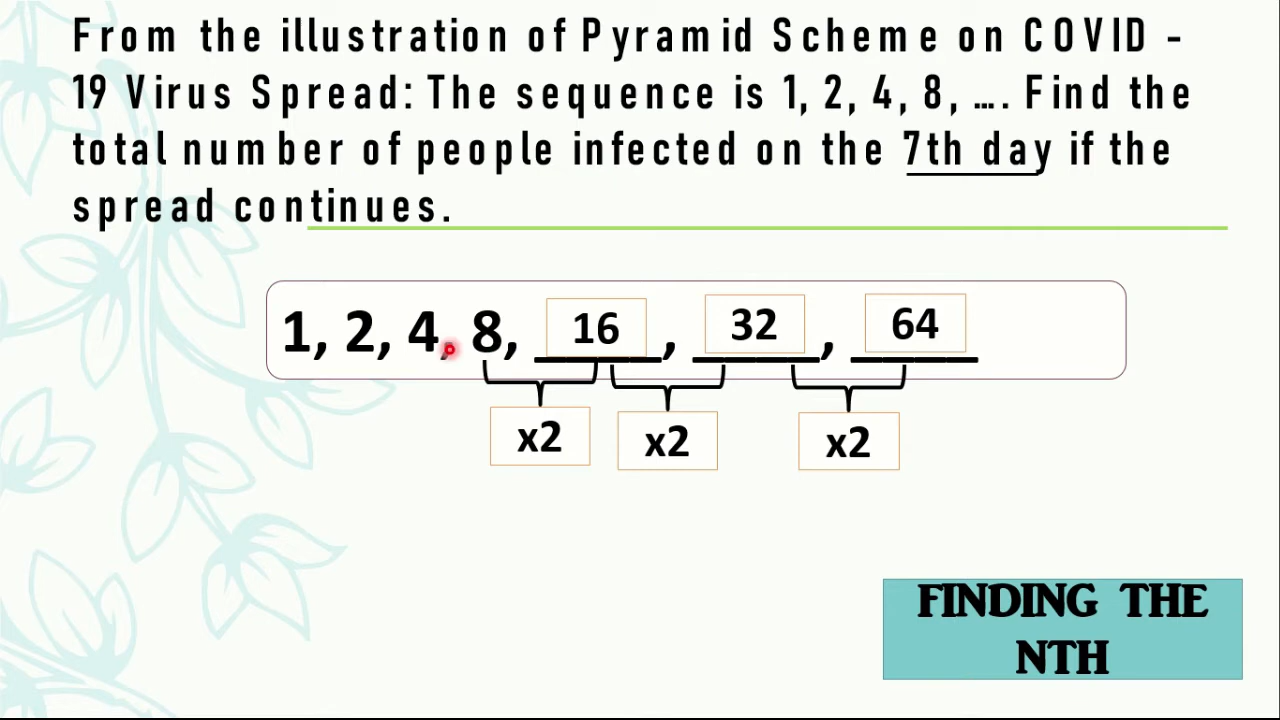 From the illustration of Pyramid Scheme on COVID -
19 Virus Spread: The sequence is 1, 2, 4, 8, .... Find the
total number of people infected on the 7th day if the
spread continues.
1, 2, 4, 8, 16, 32, 64
x2 x2 x2
FINDING THE
NTH